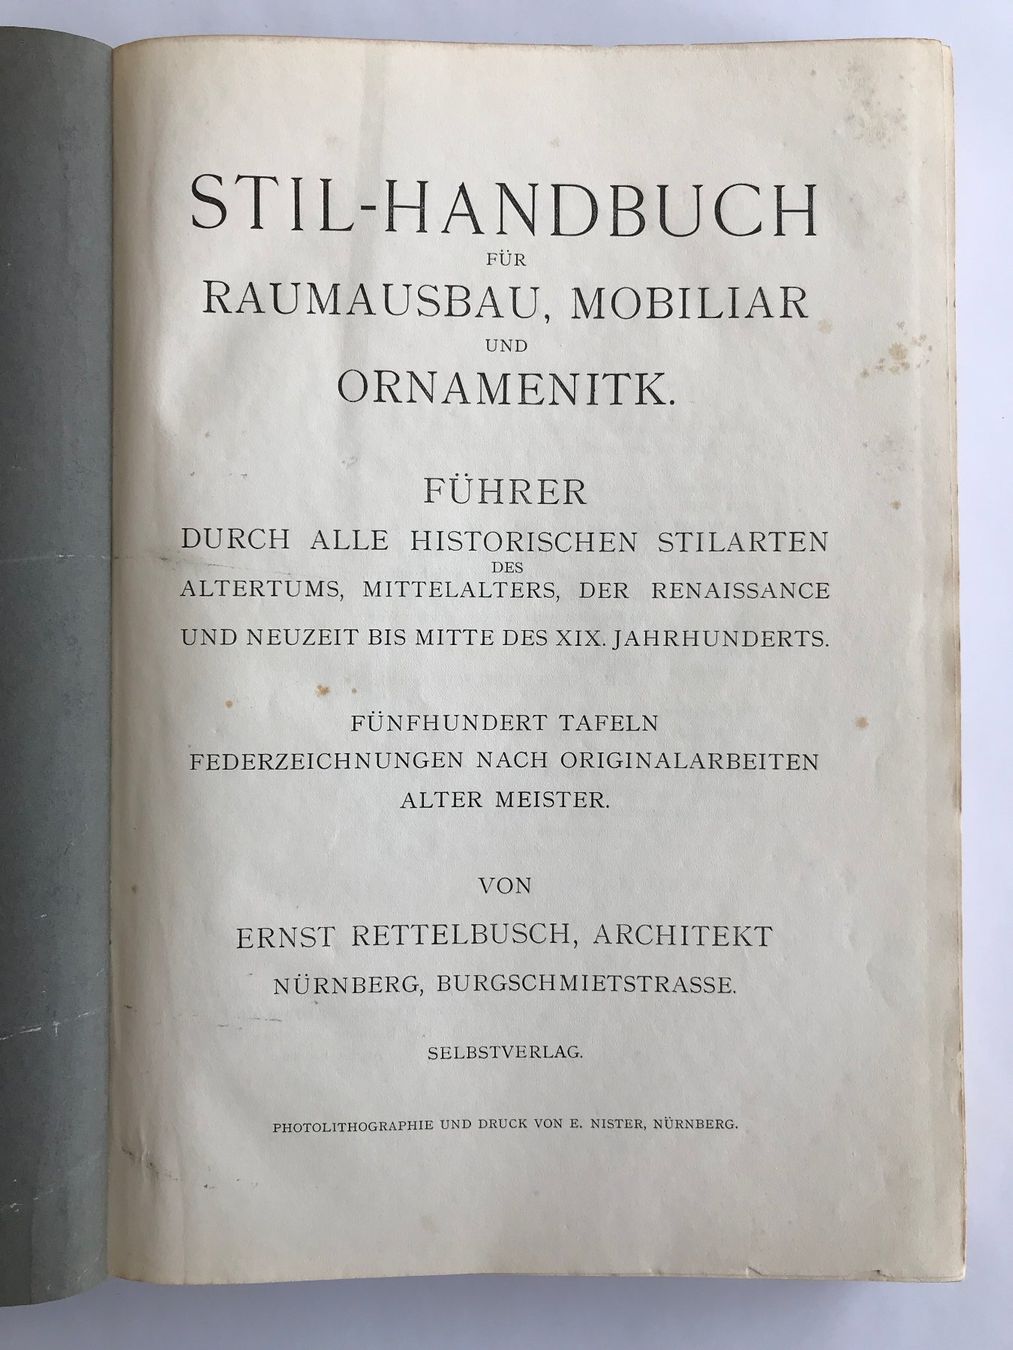 STIL-HANDBUCH
FÜR
RAUMAUSBAU, MOBILIAR
UND
ORNAMENITK.
FÜHRER
DURCH ALLE HISTORISCHEN STILARTEN
DES
ALTERTUMS, MITTELALTERS, DER RENAISSANCE
UND NEUZEIT BIS MITTE DES XIX. JAHRHUNDERTS.
FÜNFHUNDERT TAFELN
FEDERZEICHNUNGEN NACH ORIGINALARBEITEN
ALTER MEISTER.
VON
ERNST RETTELBUSCH, ARCHITEKT
NÜRNBERG, BURGSCHMIETSTRASSE.
SELBSTVERLAG.
PHOTOLITHOGRAPHIE UND DRUCK VON E. NISTER, NÜRNBERG.